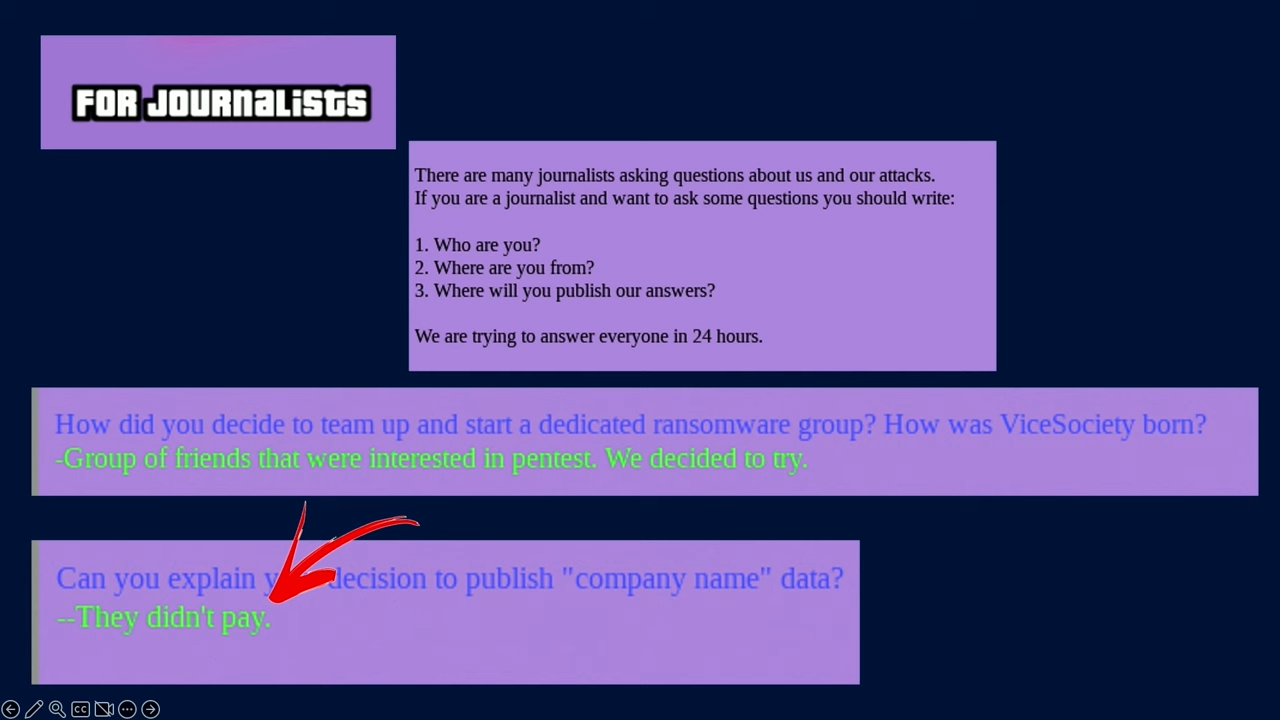 FOR JOURNALISTS
There are many journalists asking questions about us and our attacks.
If you are a journalist and want to ask some questions you should write:
1. Who are you?
2. Where are you from?
3. Where will you publish our answers?
We are trying to answer everyone in 24 hours.
How did you decide to team up and start a dedicated ransomware group? How was ViceSociety born?
-Group of friends that were interested in pentest. We decided to try.
Can you explain decision to publish "company name" data?
--They didn't pay.
CC